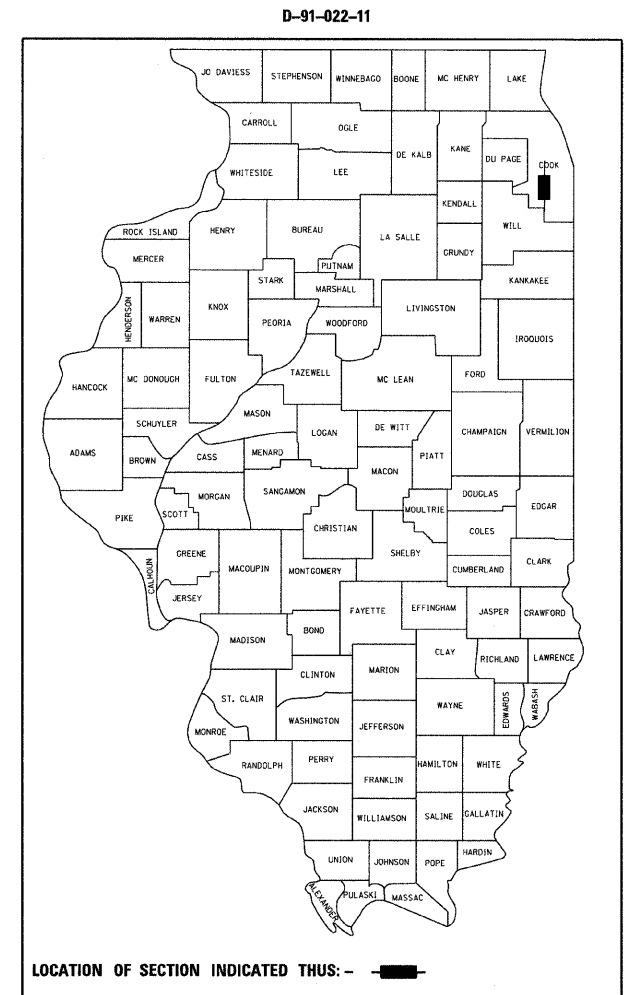 D-91-022-11
JO DAVIESS STEPHENSON WINNEBAGO BOONE MC HENRY LAKE
CARROLL OGLE
DE KALB KANE DU PAGE COOK
WHITESIDE LEE
KENDALL
ROCK ISLAND HENRY BUREAU LA SALLE WILL
MERCER PUTNAM GRUNDY
STARK KANKAKEE
MARSHALL
HENDERSON WARREN KNOX PEORIA WOODFORD LIVINGSTON IROQUOIS
HANCOCK MC DONOUGH FULTON TAZEWELL MC LEAN FORD
MASON
SCHUYLER LOGAN DE WITT CHAMPAIGN VERMILION
ADAMS BROWN CASS MENARD PIATT
MACON
MORGAN SANGAMON DOUGLAS
PIKE SCOTT CHRISTIAN MOULTRIE EDGAR
COLES
GREENE SHELBY
CALHOUN MACOUPIN MONTGOMERY CUMBERLAND CLARK
JERSEY FAYETTE EFFINGHAM JASPER CRAWFORD
MADISON BOND
CLAY RICHLAND LAWRENCE
CLINTON MARION
ST. CLAIR WAYNE EDWARDS WABASH
WASHINGTON JEFFERSON
MONROE
RANDOLPH PERRY HAMILTON WHITE
FRANKLIN
JACKSON WILLIAMSON SALINE GALLATIN
UNION JOHNSON POPE HARDIN
ALEXANDER PULASKI MASSAC
LOCATION OF SECTION INDICATED THUS: -